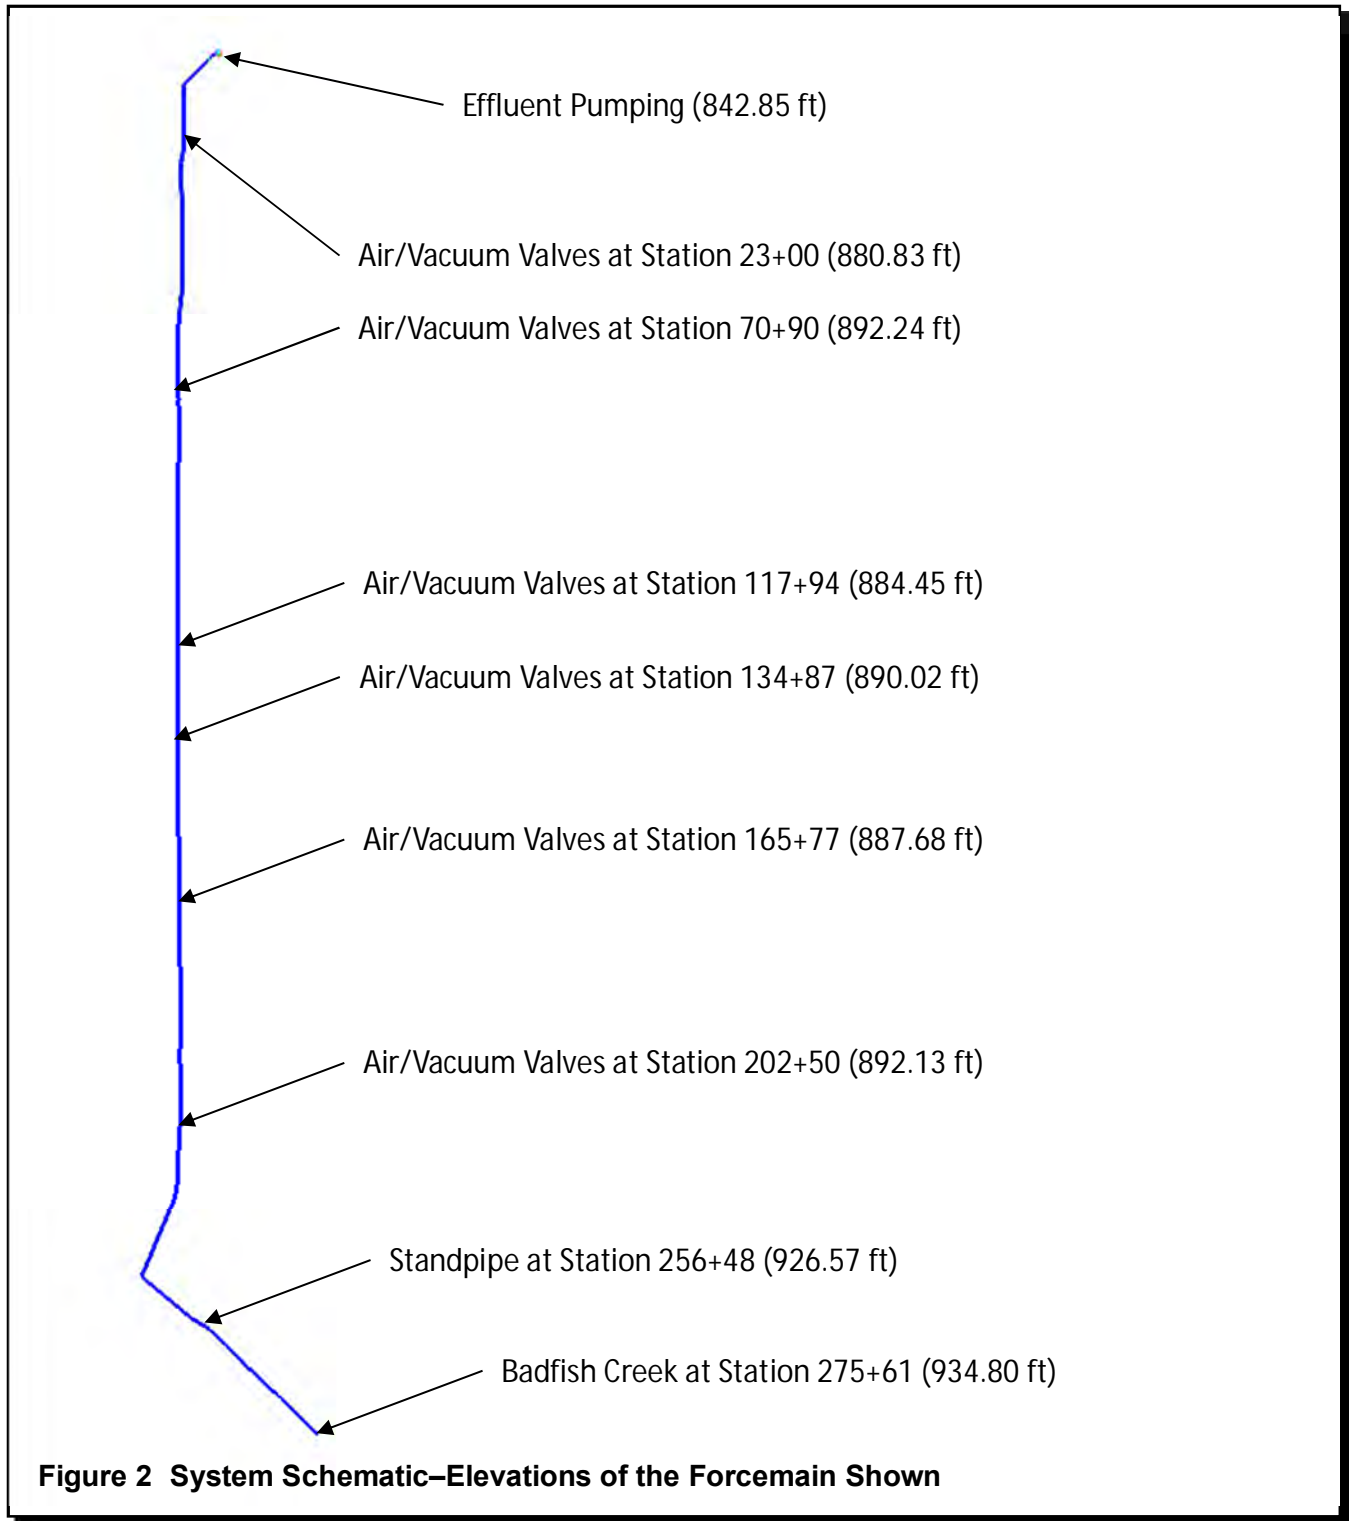 Effluent Pumping (842.85 ft)
Air/Vacuum Valves at Station 23+00 (880.83 ft)
Air/Vacuum Valves at Station 70+90 (892.24 ft)
Air/Vacuum Valves at Station 117+94 (884.45 ft)
Air/Vacuum Valves at Station 134+87 (890.02 ft)
Air/Vacuum Valves at Station 165+77 (887.68 ft)
Air/Vacuum Valves at Station 202+50 (892.13 ft)
Standpipe at Station 256+48 (926.57 ft)
Badfish Creek at Station 275+61 (934.80 ft)
Figure 2  System Schematic–Elevations of the Forcemain Shown